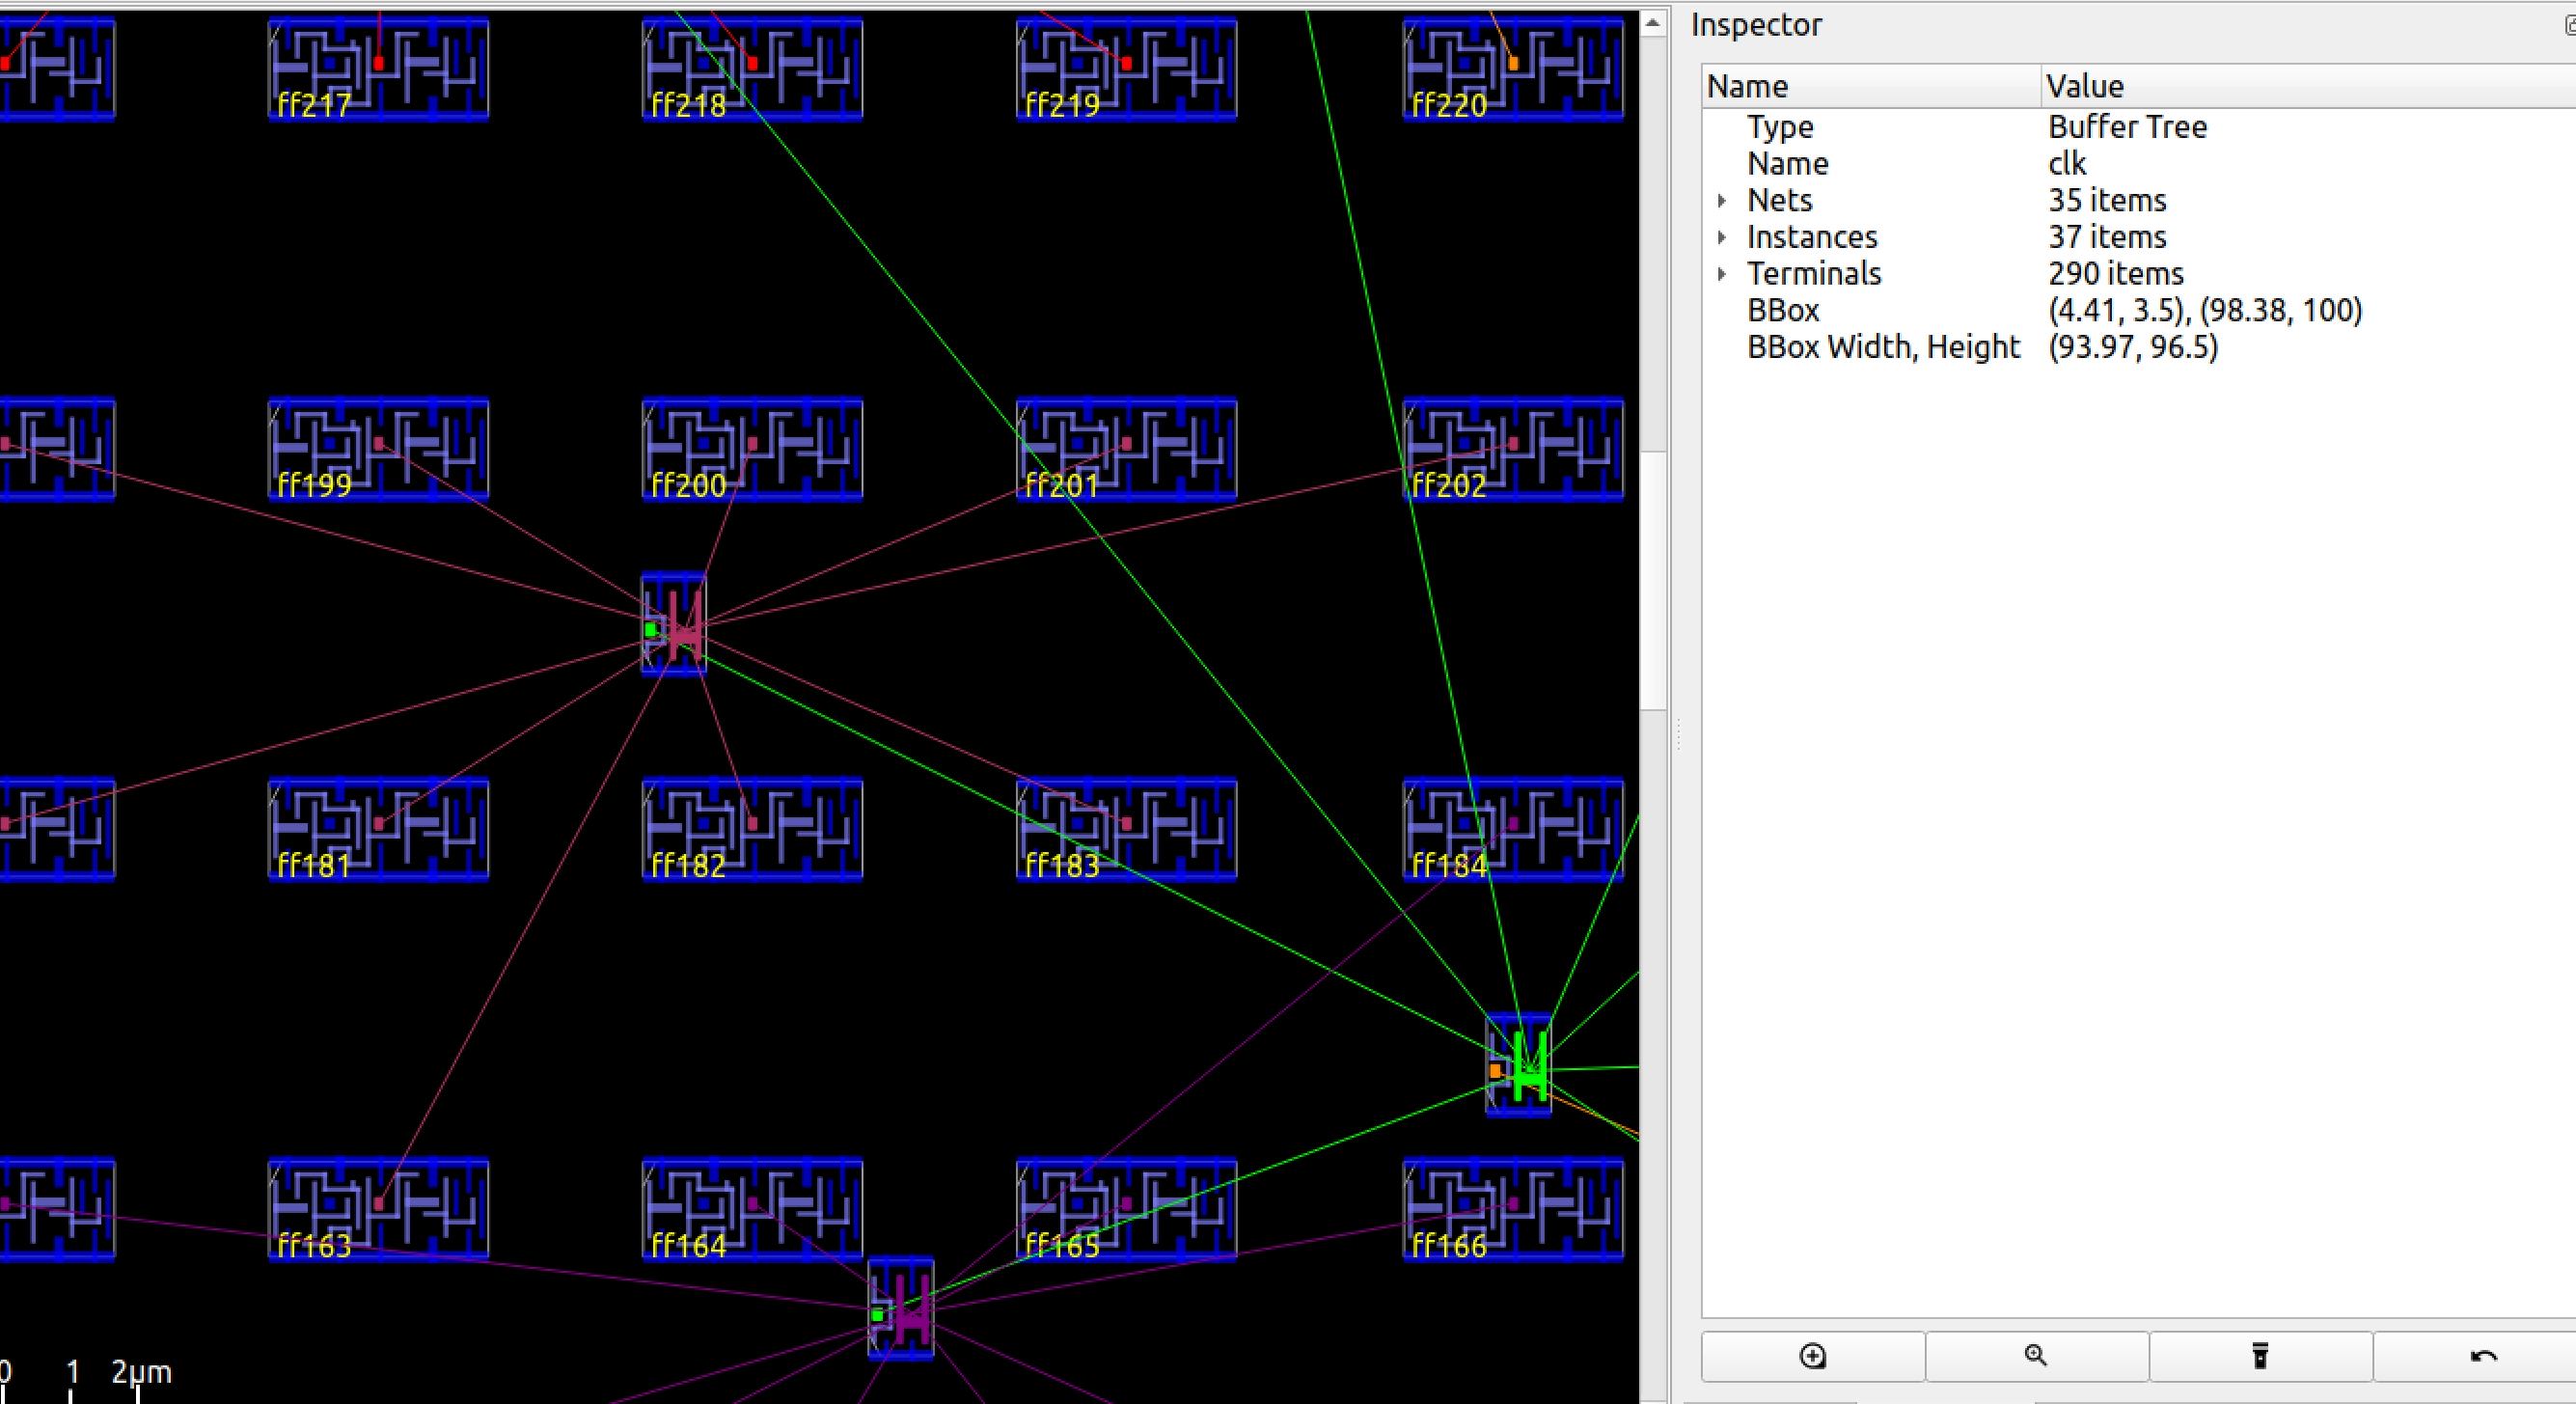 ff217 ff218 ff219 ff220
ff199 ff200 ff201 ff202
ff181 ff182 ff183 ff184
ff163 ff164 ff165 ff166
0 1 2μm
Inspector
Name Value
Type Buffer Tree
Name clk
Nets 35 items
Instances 37 items
Terminals 290 items
BBox (4.41, 3.5), (98.38, 100)
BBox Width, Height (93.97, 96.5)